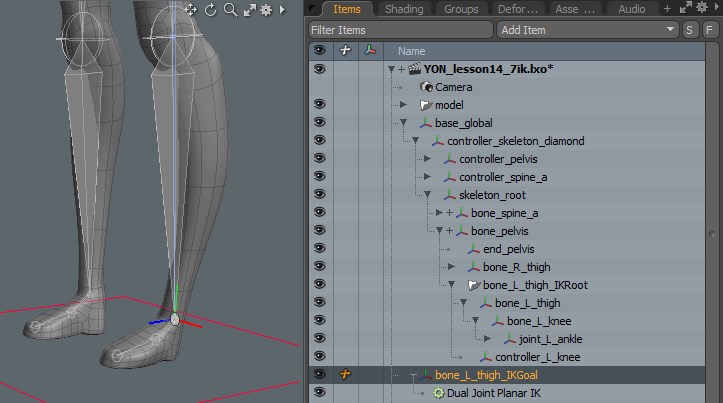 Items Shading Groups Defor... Asse ... Audio +
Filter Items Add Item S F
Name
YON_lesson14_7ik.lxo*
Camera
model
base_global
controller_skeleton_diamond
controller_pelvis
controller_spine_a
skeleton_root
bone_spine_a
bone_pelvis
end_pelvis
bone_R_thigh
bone_L_thigh_IKRoot
bone_L_thigh
bone_L_knee
joint_L_ankle
controller_L_knee
bone_L_thigh_IKGoal
Dual Joint Planar IK